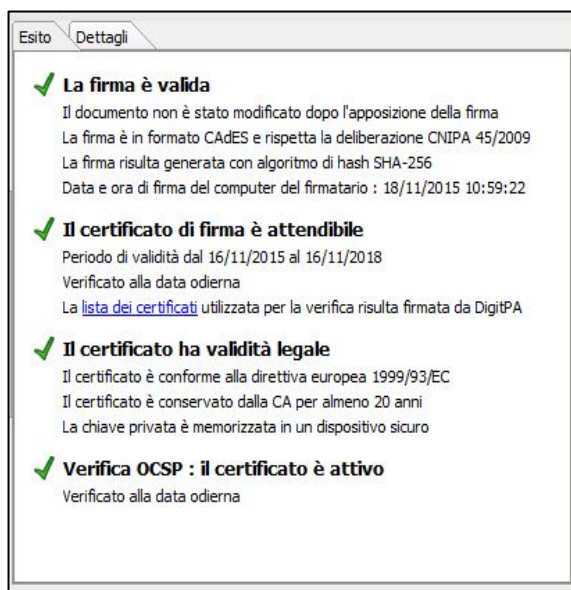 Esito
Dettagli
La firma è valida
Il documento non è stato modificato dopo l'apposizione della firma
La firma è in formato CAdES e rispetta la deliberazione CNIPA 45/2009
La firma risulta generata con algoritmo di hash SHA-256
Data e ora di firma del computer del firmatario : 18/11/2015 10:59:22
Il certificato di firma è attendibile
Periodo di validità dal 16/11/2015 al 16/11/2018
Verificato alla data odierna
La lista dei certificati utilizzata per la verifica risulta firmata da DigitPA
Il certificato ha validità legale
Il certificato è conforme alla direttiva europea 1999/93/EC
Il certificato è conservato dalla CA per almeno 20 anni
La chiave privata è memorizzata in un dispositivo sicuro
Verifica OCSP : il certificato è attivo
Verificato alla data odierna